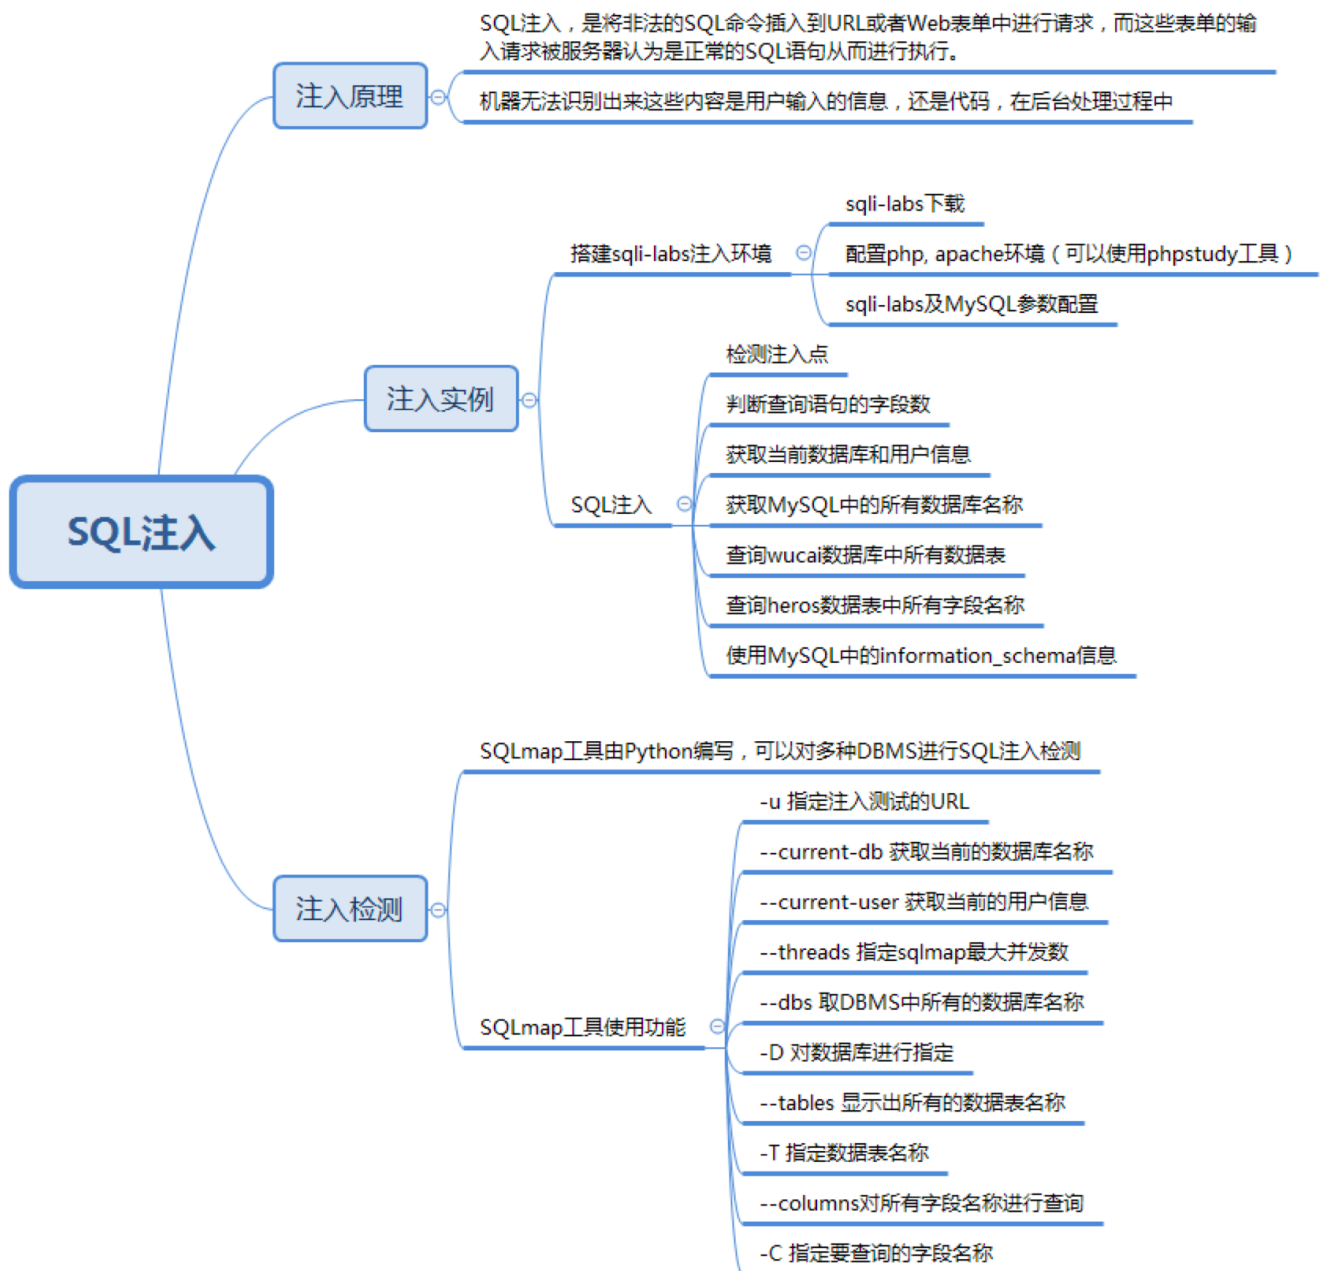 SQL注入
注入原理
SQL注入，是将非法的SQL命令插入到URL或者Web表单中进行请求，而这些表单的输
入请求被服务器认为是正常的SQL语句从而进行执行。
机器无法识别出来这些内容是用户输入的信息，还是代码，在后台处理过程中
注入实例
搭建sqli-labs注入环境
sqli-labs下载
配置php, apache环境（可以使用phpstudy工具）
sqli-labs及MySQL参数配置
SQL注入
检测注入点
判断查询语句的字段数
获取当前数据库和用户信息
获取MySQL中的所有数据库名称
查询wucai数据库中所有数据表
查询heros数据表中所有字段名称
使用MySQL中的information_schema信息
注入检测
SQLmap工具由Python编写，可以对多种DBMS进行SQL注入检测
SQLmap工具使用功能
-u 指定注入测试的URL
--current-db 获取当前的数据库名称
--current-user 获取当前的用户信息
--threads 指定sqlmap最大并发数
--dbs 取DBMS中所有的数据库名称
-D 对数据库进行指定
--tables 显示出所有的数据表名称
-T 指定数据表名称
--columns对所有字段名称进行查询
-C 指定要查询的字段名称